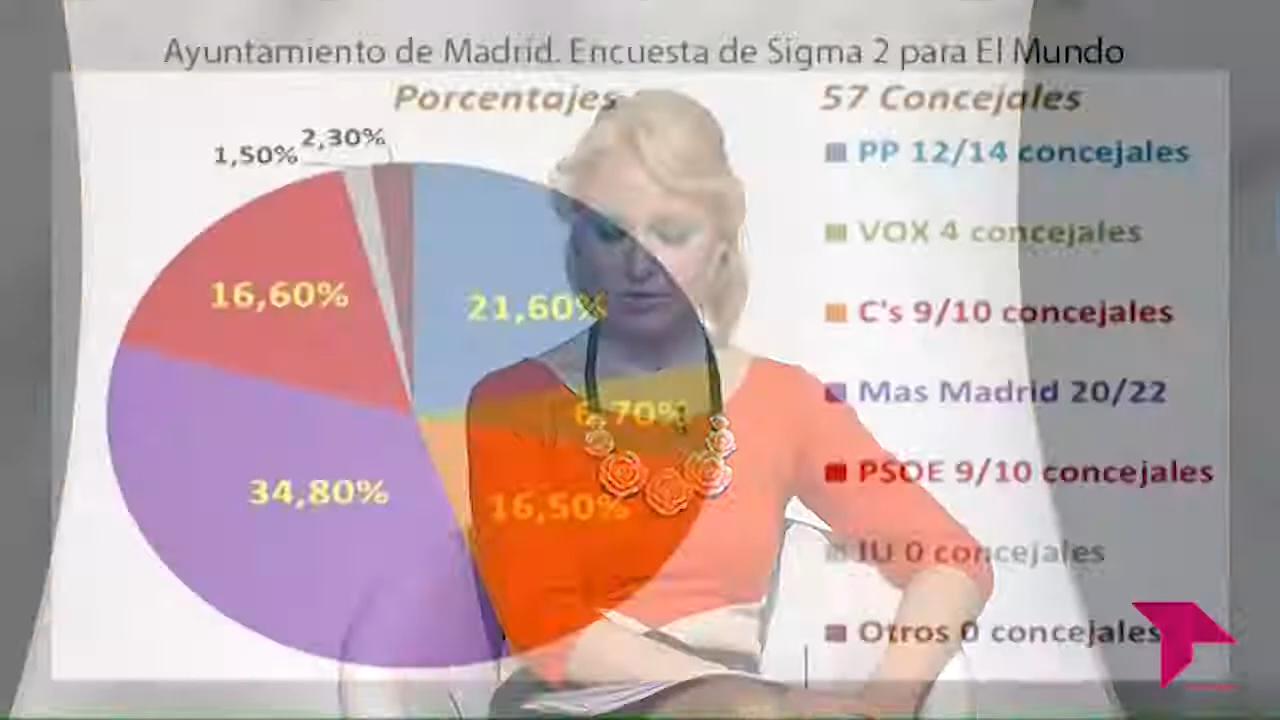 Ayuntamiento de Madrid. Encuesta de Sigma 2 para El Mundo
Porcentajes
57 Concejales
1,50%
2,30%
16,60%
21,60%
6,70%
34,80%
16,50%
PP 12/14 concejales
VOX 4 concejales
C's 9/10 concejales
Mas Madrid 20/22
PSOE 9/10 concejales
IU 0 concejales
Otros 0 concejales